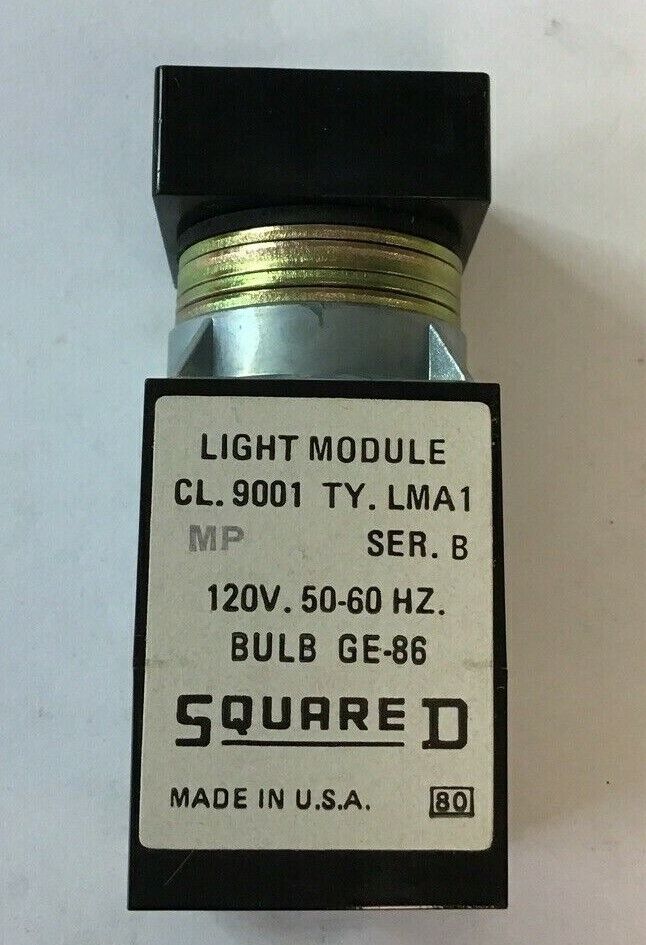 LIGHT MODULE
CL. 9001 TY. LMA1
MP SER. B
120V. 50-60 HZ.
BULB GE-86
SQUARE D
MADE IN U.S.A. 80